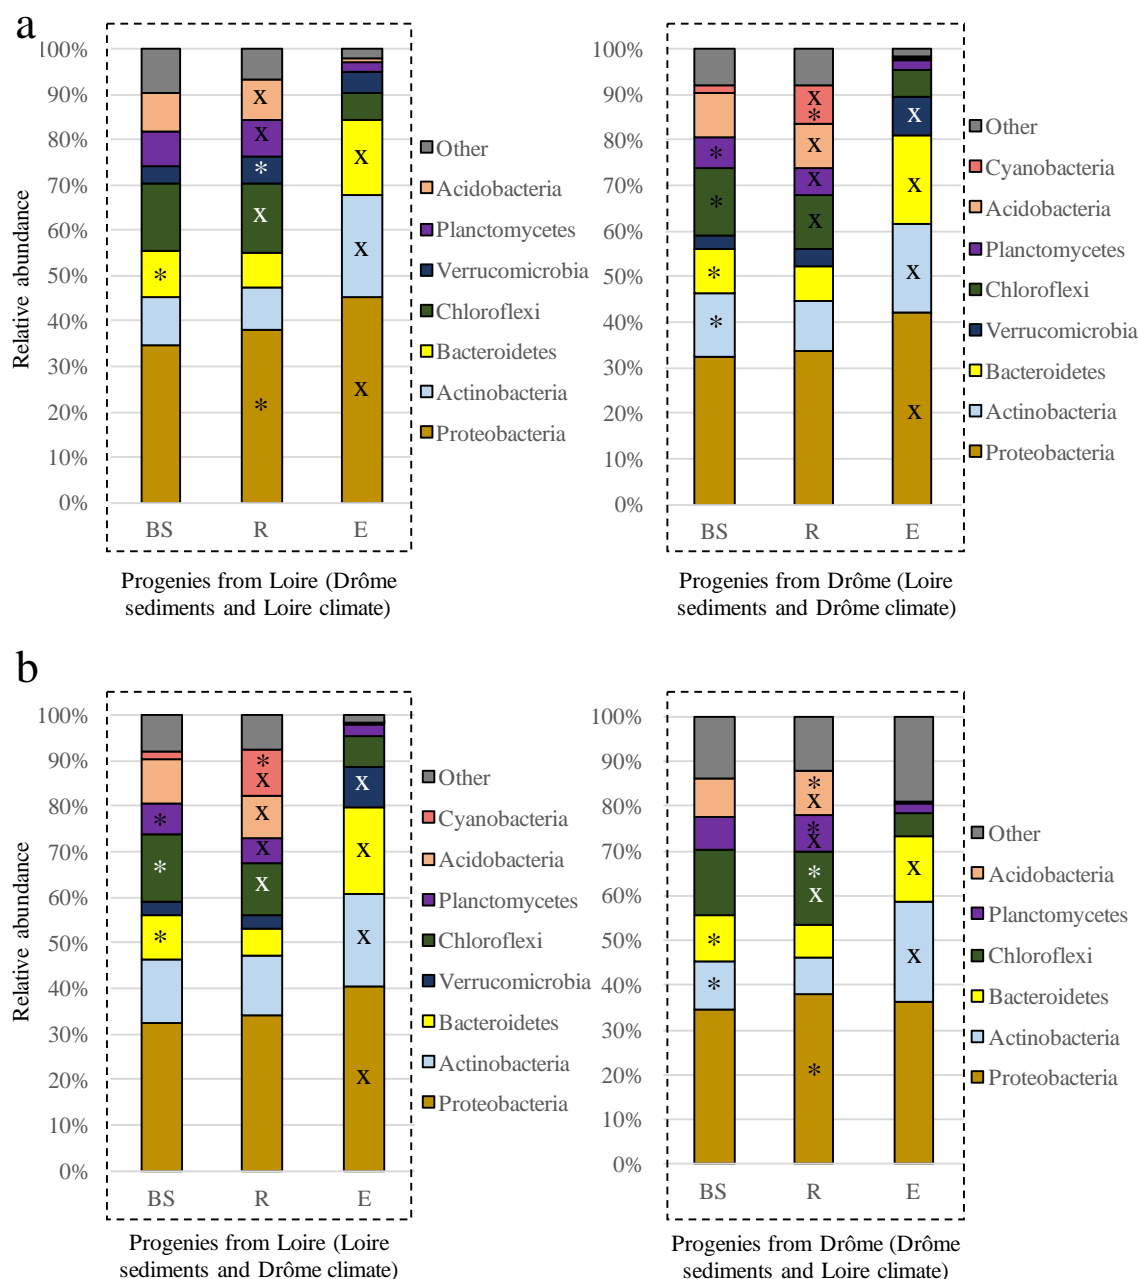 a
100%
90%
80%
70%
60%
50%
40%
30%
20%
10%
0%
Relative abundance
x
x
*
x
*
*
x
x
x
BS
R
E
Other
Acidobacteria
Planctomycetes
Verrucomicrobia
Chloroflexi
Bacteroidetes
Actinobacteria
Proteobacteria
Progenies from Loire (Drôme
sediments and Loire climate)
100%
90%
80%
70%
60%
50%
40%
30%
20%
10%
0%
*
*
*
*
x
*
x
x
x
x
x
x
x
BS
R
E
Other
Cyanobacteria
Acidobacteria
Planctomycetes
Chloroflexi
Verrucomicrobia
Bacteroidetes
Actinobacteria
Proteobacteria
Progenies from Drôme (Loire
sediments and Drôme climate)
b
100%
90%
80%
70%
60%
50%
40%
30%
20%
10%
0%
Relative abundance
*
*
*
*
x
x
x
x
x
x
x
x
BS
R
E
Other
Cyanobacteria
Acidobacteria
Planctomycetes
Chloroflexi
Verrucomicrobia
Bacteroidetes
Actinobacteria
Proteobacteria
Progenies from Loire (Loire
sediments and Drôme climate)
100%
90%
80%
70%
60%
50%
40%
30%
20%
10%
0%
*
*
*
x
*
x
*
x
*
x
x
BS
R
E
Other
Acidobacteria
Planctomycetes
Chloroflexi
Bacteroidetes
Actinobacteria
Proteobacteria
Progenies from Drôme (Drôme
sediments and Loire climate)